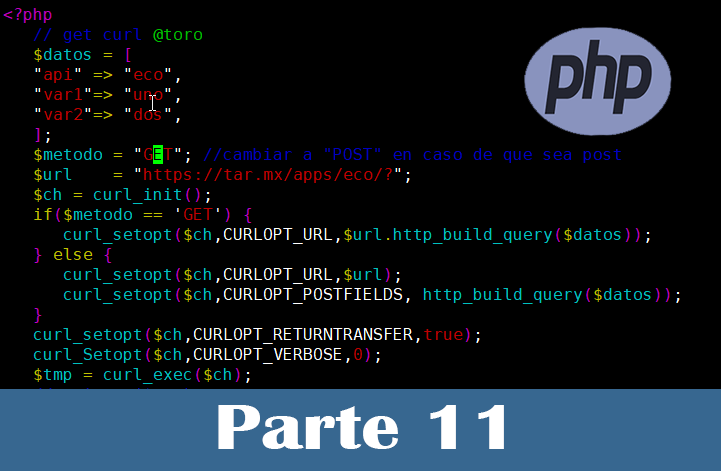 <?php
// get curl @toro
$datos = [
"api" => "eco",
"var1"=> "uno",
"var2"=> "dos",
];
$metodo = "GET"; //cambiar a "POST" en caso de que sea post
$url    = "https://tar.mx/apps/eco/?";
$ch = curl_init();
if($metodo == 'GET') {
curl_setopt($ch,CURLOPT_URL,$url.http_build_query($datos));
} else {
curl_setopt($ch,CURLOPT_URL,$url);
curl_setopt($ch,CURLOPT_POSTFIELDS, http_build_query($datos));
}
curl_setopt($ch,CURLOPT_RETURNTRANSFER,true);
curl_Setopt($ch,CURLOPT_VERBOSE,0);
$tmp = curl_exec($ch);
php
Parte 11